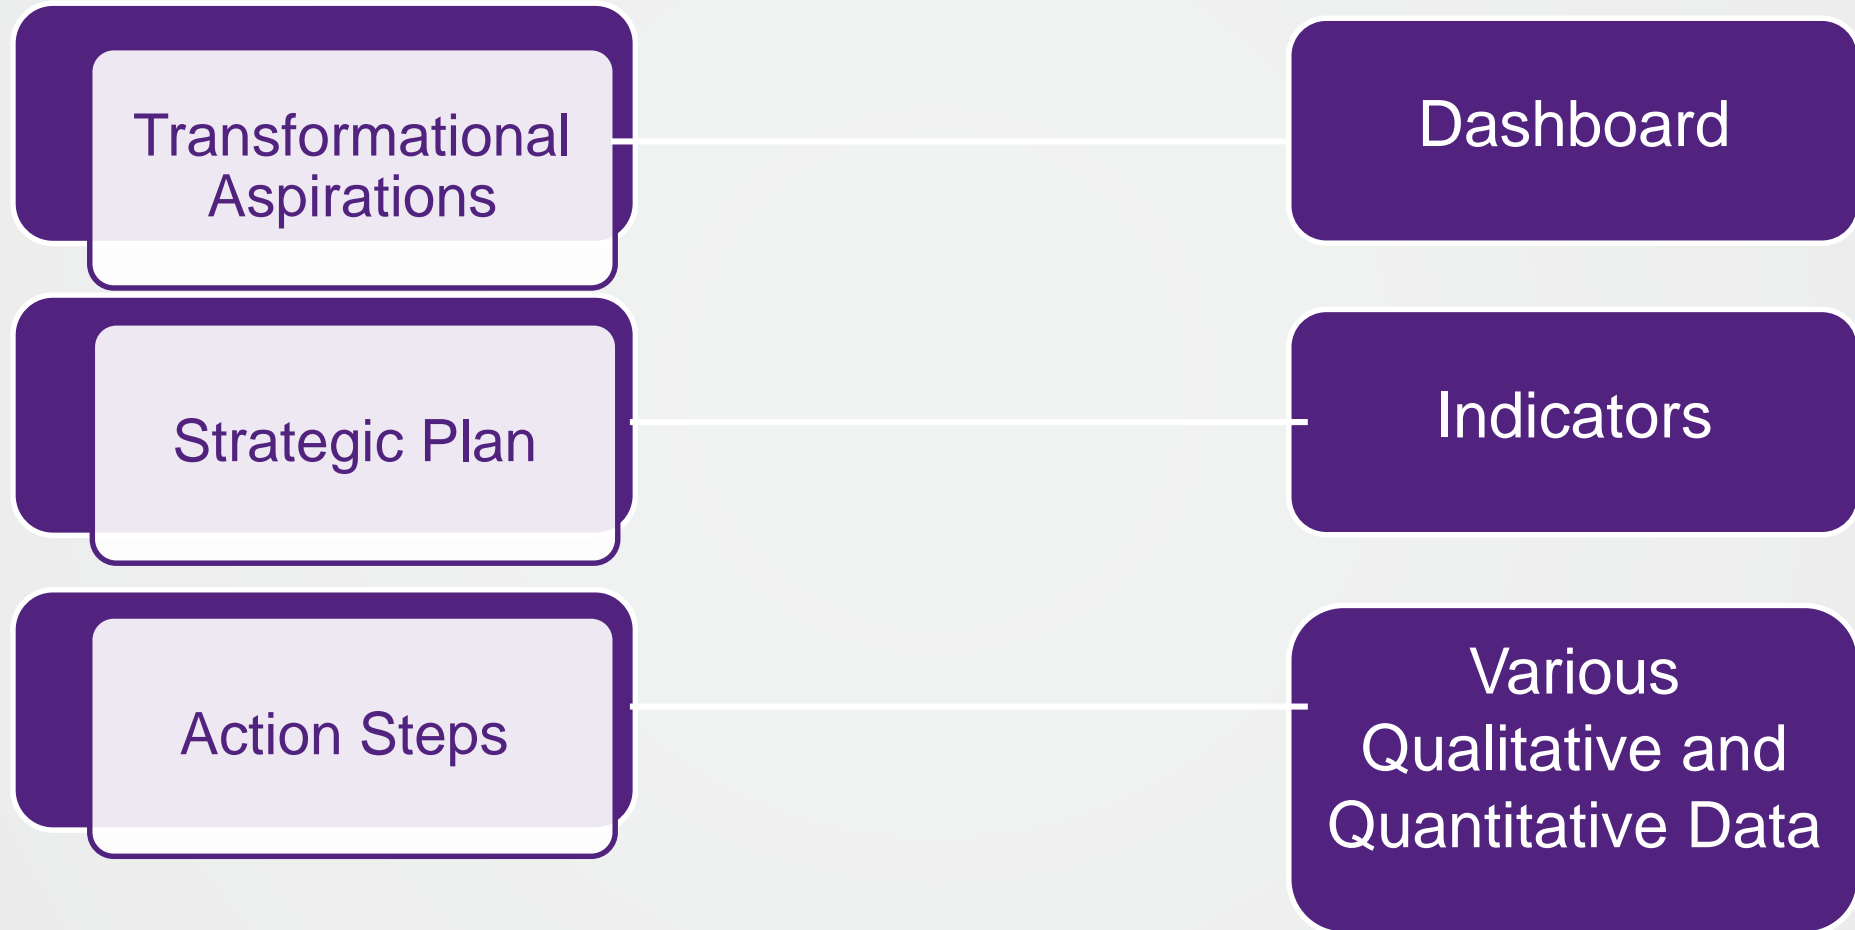 Transformational
Aspirations
Dashboard
Strategic Plan
Indicators
Action Steps
Various
Qualitative and
Quantitative Data